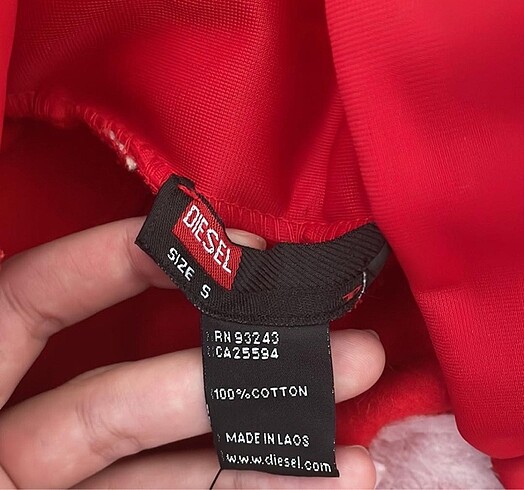 DIESEL
SIZE S
RN 93243
CA25594
100%COTTON
MADE IN LAOS
www.diesel.com